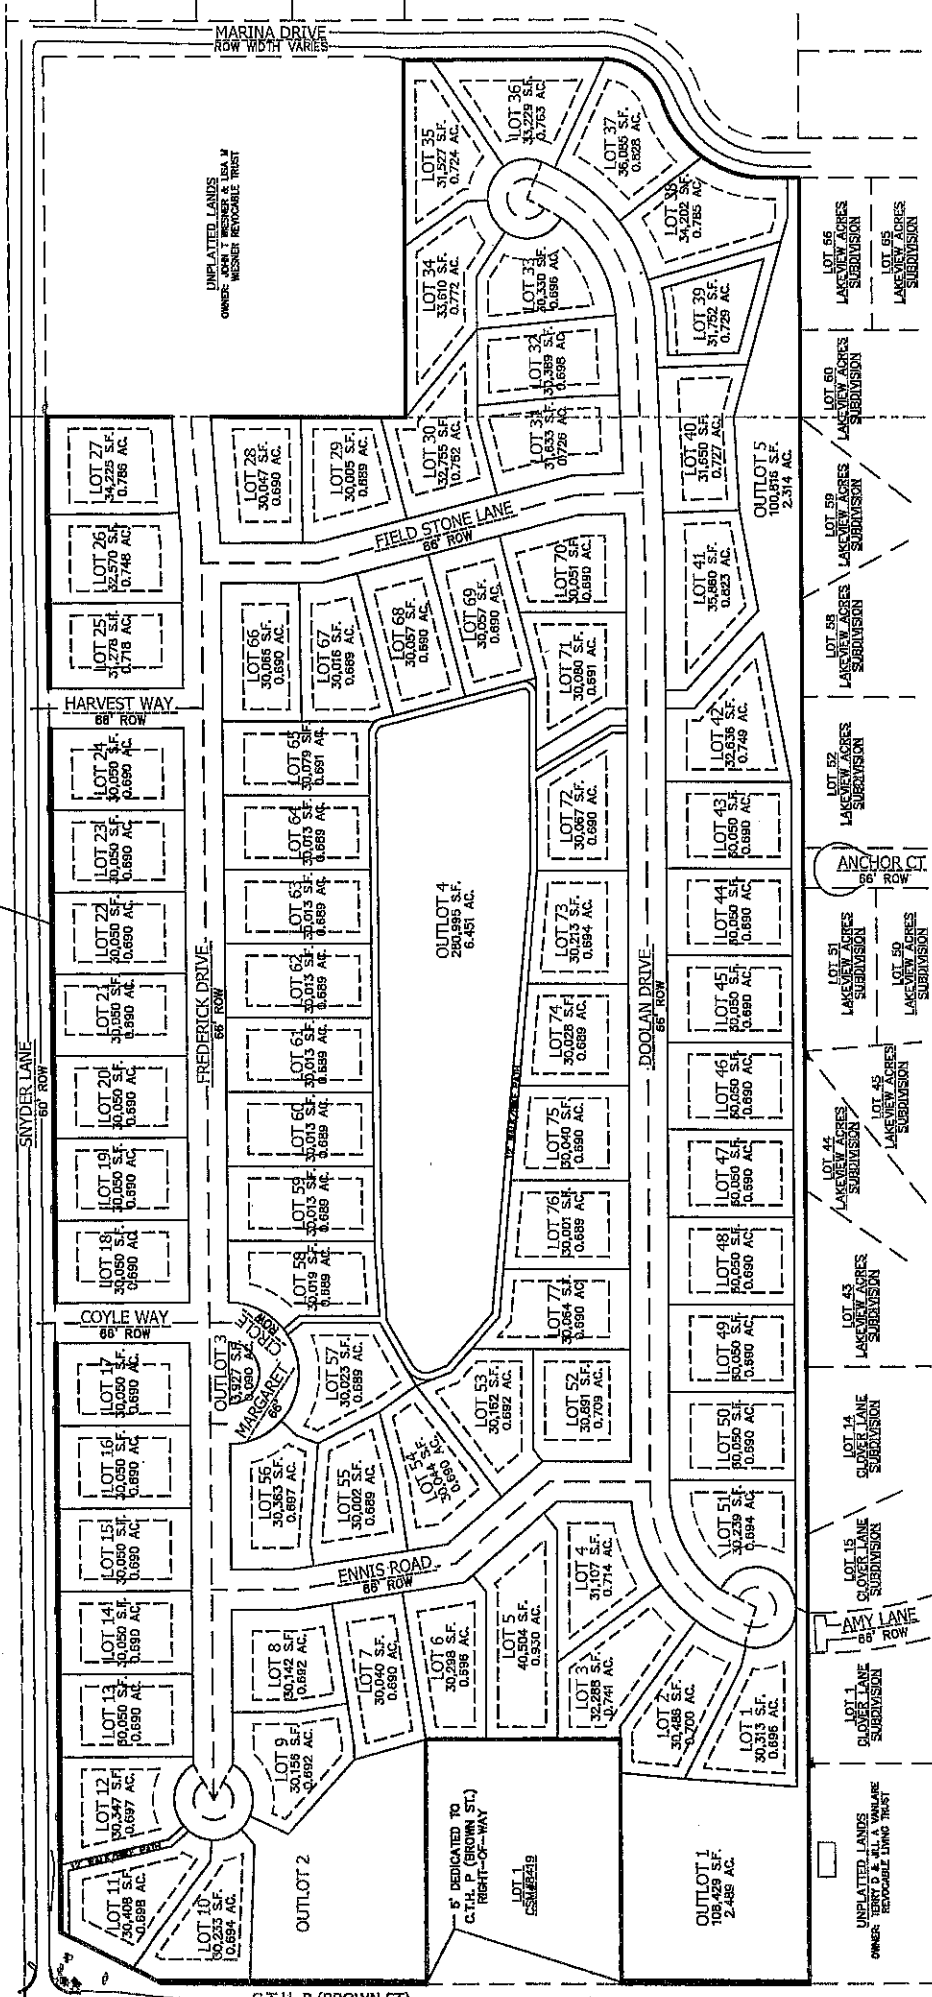 MARINA DRIVE
ROW WIDTH VARIES
UNPLATTED LANDS
OWNER: JOHN T WIESNER & LISA M
WIESNER REVOCABLE TRUST
LOT 35
31,527 S.F.
0.724 AC.
LOT 36
33,229 S.F.
0.763 AC.
LOT 37
36,085 S.F.
0.828 AC.
LOT 38
34,202 S.F.
0.785 AC.
LOT 34
33,610 S.F.
0.772 AC.
LOT 33
30,330 S.F.
0.696 AC.
LOT 39
31,752 S.F.
0.729 AC.
LOT 32
30,389 S.F.
0.698 AC.
LOT 31
31,633 S.F.
0.726 AC.
LOT 30
32,755 S.F.
0.752 AC.
LOT 29
30,005 S.F.
0.689 AC.
LOT 28
30,047 S.F.
0.690 AC.
LOT 27
34,225 S.F.
0.786 AC.
LOT 26
32,570 S.F.
0.748 AC.
LOT 25
31,278 S.F.
0.718 AC.
LOT 40
31,650 S.F.
0.727 AC.
OUTLOT 5
100,816 S.F.
2.314 AC.
LOT 41
35,860 S.F.
0.823 AC.
FIELD STONE LANE
66' ROW
LOT 66
30,065 S.F.
0.690 AC.
LOT 67
30,016 S.F.
0.689 AC.
LOT 68
30,057 S.F.
0.690 AC.
LOT 69
30,057 S.F.
0.690 AC.
LOT 70
30,051 S.F.
0.690 AC.
LOT 71
30,080 S.F.
0.691 AC.
HARVEST WAY
66' ROW
LOT 42
32,636 S.F.
0.749 AC.
LOT 24
30,050 S.F.
0.690 AC.
LOT 23
30,050 S.F.
0.690 AC.
LOT 22
30,050 S.F.
0.690 AC.
LOT 21
30,050 S.F.
0.690 AC.
LOT 20
30,050 S.F.
0.690 AC.
LOT 19
30,050 S.F.
0.690 AC.
LOT 18
30,050 S.F.
0.690 AC.
SNYDER LANE
60' ROW
FREDERICK DRIVE
66' ROW
LOT 65
30,079 S.F.
0.691 AC.
LOT 64
30,013 S.F.
0.689 AC.
LOT 63
30,013 S.F.
0.689 AC.
LOT 62
30,013 S.F.
0.689 AC.
LOT 61
30,013 S.F.
0.689 AC.
LOT 60
30,013 S.F.
0.689 AC.
LOT 59
30,013 S.F.
0.689 AC.
LOT 58
30,019 S.F.
0.689 AC.
OUTLOT 4
280,995 S.F.
6.451 AC.
12' WALK/BIKE PATH
LOT 72
30,067 S.F.
0.690 AC.
LOT 73
30,213 S.F.
0.694 AC.
LOT 74
30,028 S.F.
0.689 AC.
LOT 75
30,040 S.F.
0.690 AC.
LOT 76
30,001 S.F.
0.689 AC.
LOT 77
30,064 S.F.
0.690 AC.
DOOLAN DRIVE
66' ROW
LOT 43
30,050 S.F.
0.690 AC.
LOT 44
30,050 S.F.
0.690 AC.
LOT 45
30,050 S.F.
0.690 AC.
LOT 46
30,050 S.F.
0.690 AC.
LOT 47
30,050 S.F.
0.690 AC.
LOT 48
30,050 S.F.
0.690 AC.
LOT 49
30,050 S.F.
0.690 AC.
LOT 50
30,050 S.F.
0.690 AC.
LOT 51
30,239 S.F.
0.694 AC.
COYLE WAY
66' ROW
OUTLOT 3
3,927 S.F.
0.090 AC.
MARGARET CIRCLE
66' ROW
LOT 57
30,023 S.F.
0.689 AC.
LOT 56
30,363 S.F.
0.697 AC.
LOT 55
30,002 S.F.
0.689 AC.
LOT 54
30,044 S.F.
0.690 AC.
LOT 53
30,152 S.F.
0.692 AC.
LOT 52
30,891 S.F.
0.709 AC.
LOT 17
30,050 S.F.
0.690 AC.
LOT 16
30,050 S.F.
0.690 AC.
LOT 15
30,050 S.F.
0.690 AC.
LOT 14
30,050 S.F.
0.690 AC.
LOT 13
30,050 S.F.
0.690 AC.
LOT 12
30,347 S.F.
0.697 AC.
12' WALK/BIKE PATH
LOT 11
30,408 S.F.
0.698 AC.
LOT 10
30,233 S.F.
0.694 AC.
ENNIS ROAD
66' ROW
LOT 8
30,142 S.F.
0.692 AC.
LOT 9
30,156 S.F.
0.692 AC.
LOT 7
30,040 S.F.
0.690 AC.
LOT 6
30,298 S.F.
0.696 AC.
LOT 5
40,504 S.F.
0.930 AC.
LOT 4
31,107 S.F.
0.714 AC.
LOT 3
32,288 S.F.
0.741 AC.
LOT 2
30,486 S.F.
0.700 AC.
LOT 1
30,313 S.F.
0.696 AC.
OUTLOT 2
5' DEDICATED TO
C.T.H. P (BROWN ST.)
RIGHT-OF-WAY
LOT 1
OUTLOT 1
108,429 S.F.
2.489 AC.
C.T.H. P (BROWN ST)
LOT 66
LAKEVIEW ACRES
SUBDIVISION
LOT 65
LAKEVIEW ACRES
SUBDIVISION
LOT 60
LAKEVIEW ACRES
SUBDIVISION
LOT 59
LAKEVIEW ACRES
SUBDIVISION
LOT 58
LAKEVIEW ACRES
SUBDIVISION
LOT 52
LAKEVIEW ACRES
SUBDIVISION
ANCHOR CT
66' ROW
LOT 51
LAKEVIEW ACRES
SUBDIVISION
LOT 50
LAKEVIEW ACRES
SUBDIVISION
LOT 45
LAKEVIEW ACRES
SUBDIVISION
LOT 44
LAKEVIEW ACRES
SUBDIVISION
LOT 43
LAKEVIEW ACRES
SUBDIVISION
LOT 14
CLOVER LANE
SUBDIVISION
LOT 15
CLOVER LANE
SUBDIVISION
AMY LANE
66' ROW
LOT 1
CLOVER LANE
SUBDIVISION
UNPLATTED LANDS
OWNER: TERRY D & JILL A VANLARE
REVOCABLE LIVING TRUST